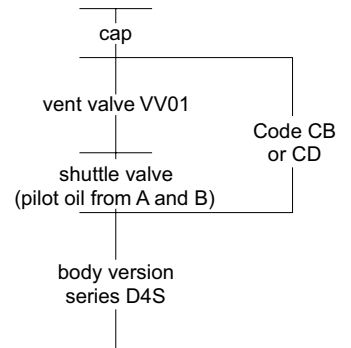 cap
vent valve VV01
Code CB
or CD
shuttle valve
(pilot oil from A and B)
body version
series D4S